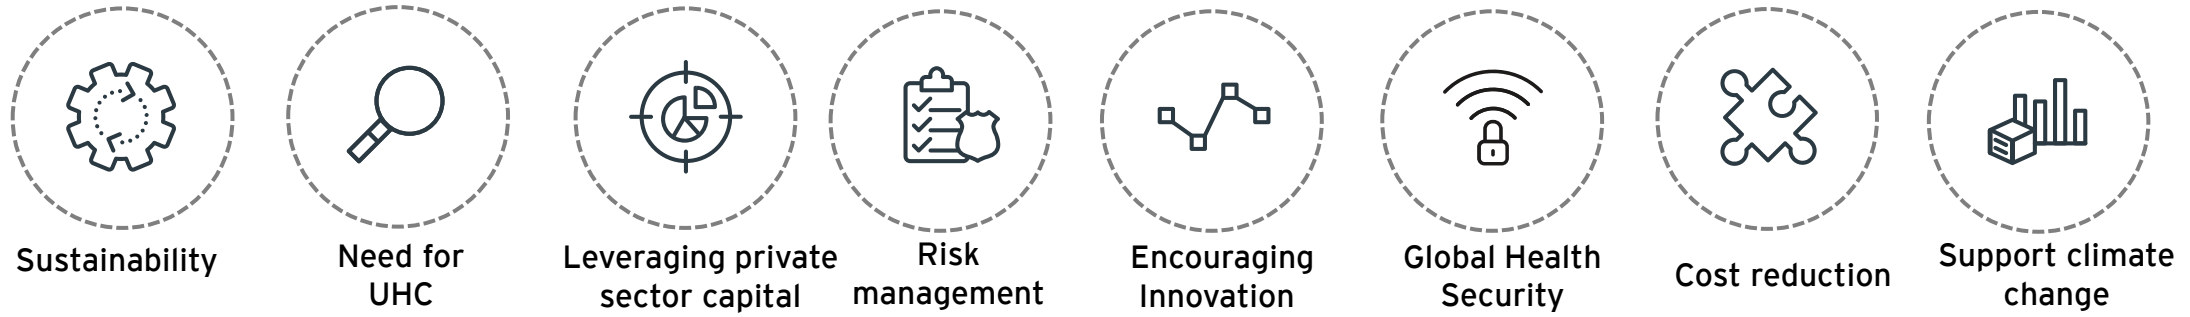 Sustainability
Need for
UHC
Leveraging private
sector capital
Risk
management
Encouraging
Innovation
Global Health
Security
Cost reduction
Support climate
change